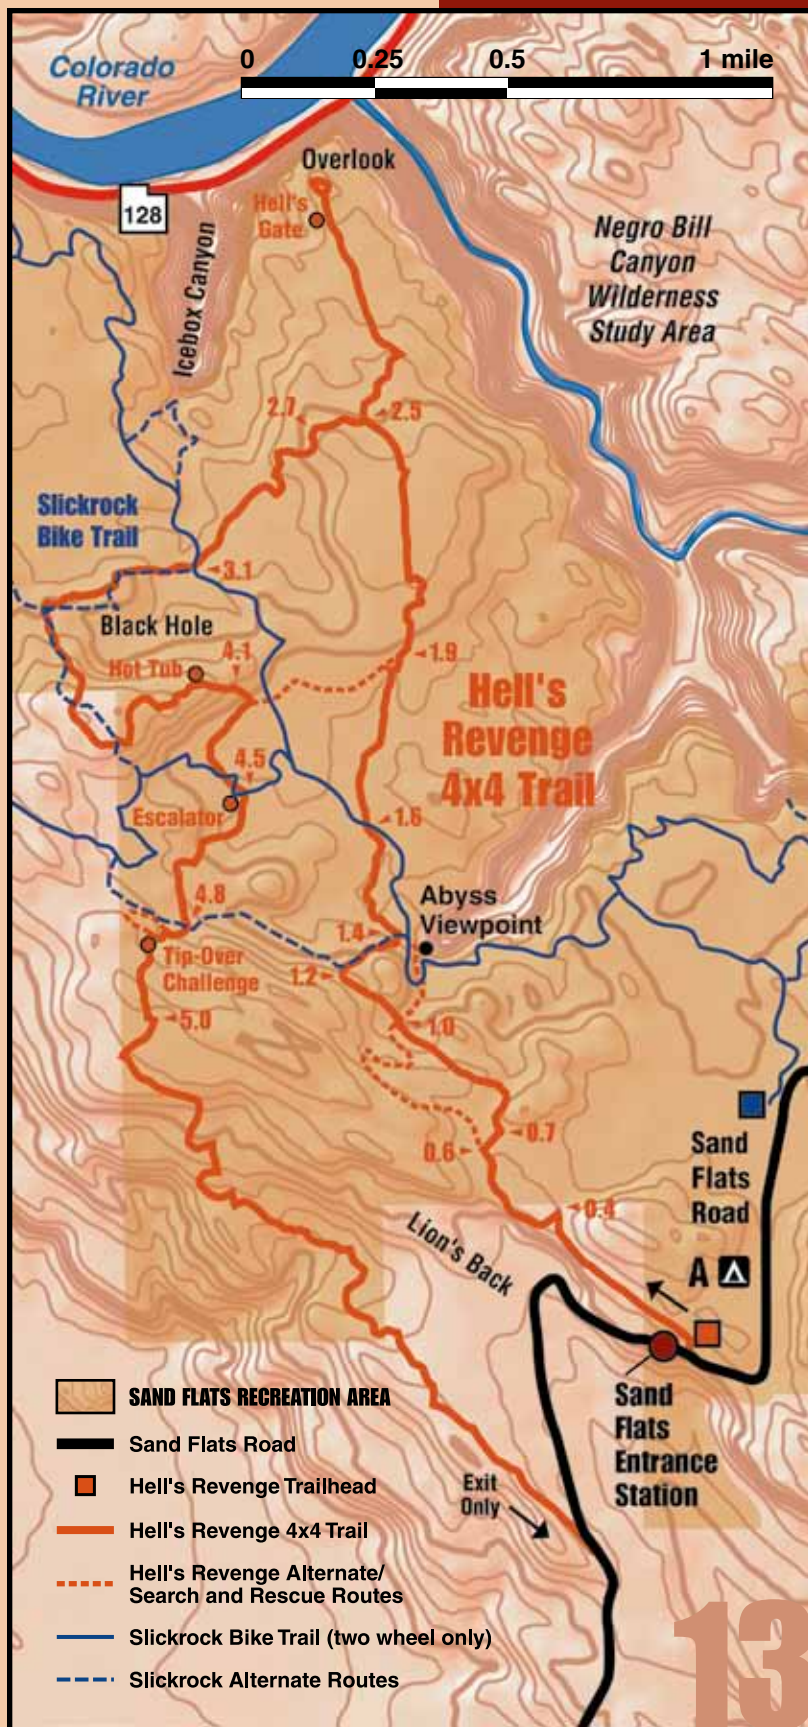 Colorado
River
0 0.25 0.5 1 mile
Overlook
128
Hell's
Gate
Icebox Canyon
Negro Bill
Canyon
Wilderness
Study Area
2.7
2.5
Slickrock
Bike Trail
3.1
Black Hole
Hot Tub
4.1
1.9
Hell's
Revenge
4x4 Trail
4.5
Escalator
1.6
4.8
Abyss
Viewpoint
1.4
Tip-Over
Challenge
1.2
5.0
1.0
0.7
0.6
Sand
Flats
Road
0.4
Lion's Back
A
Sand
Flats
Entrance
Station
Exit
Only
SAND FLATS RECREATION AREA
Sand Flats Road
Hell's Revenge Trailhead
Hell's Revenge 4x4 Trail
Hell's Revenge Alternate/
Search and Rescue Routes
Slickrock Bike Trail (two wheel only)
Slickrock Alternate Routes
13